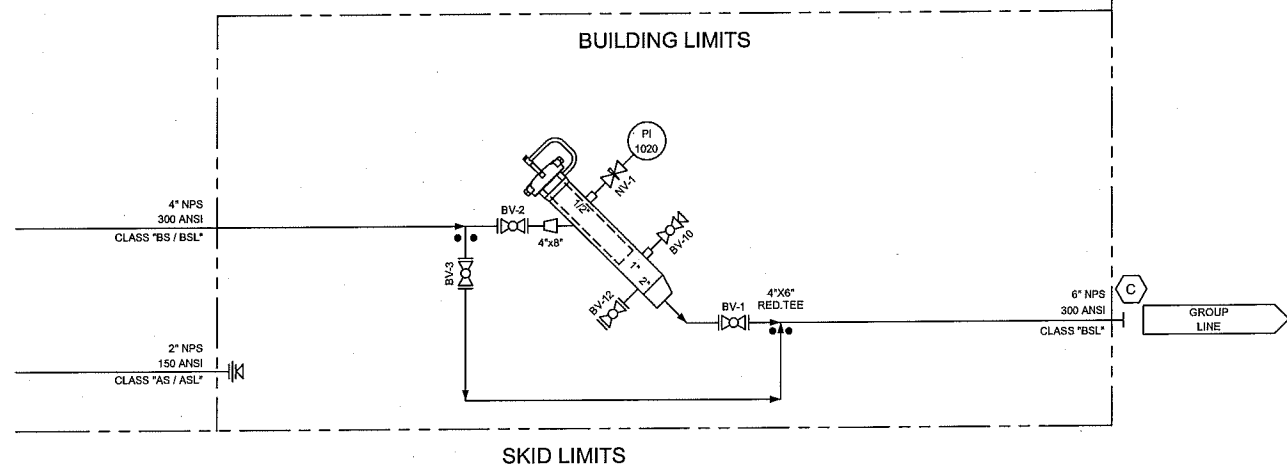 BUILDING LIMITS
PI
1020
NV-1
1/2"
4" NPS
300 ANSI
CLASS "BS / BSL"
BV-2
4"x8"
BV-10
BV-3
1"
2"
BV-12
BV-1
4"X6"
RED.TEE
6" NPS
300 ANSI
CLASS "BSL"
C
GROUP
LINE
2" NPS
150 ANSI
CLASS "AS / ASL"
SKID LIMITS